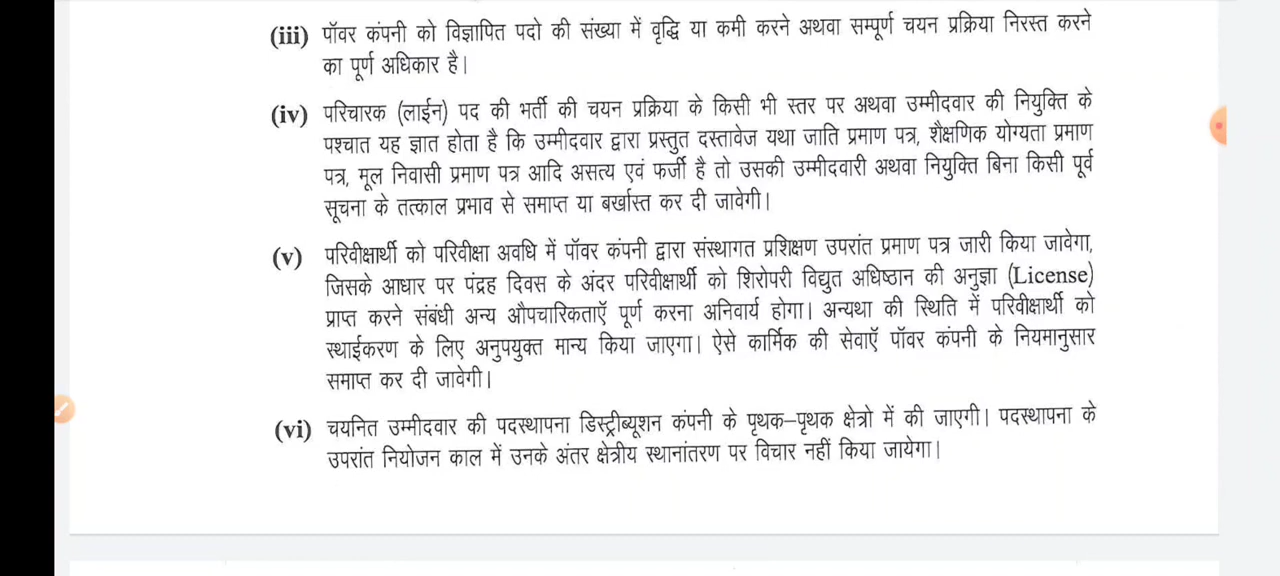 (iii) पॉवर कंपनी को विज्ञापित पदो की संख्या में वृद्धि या कमी करने अथवा सम्पूर्ण चयन प्रक्रिया निरस्त करने
का पूर्ण अधिकार है।
(iv) परिचारक (लाईन) पद की भर्ती की चयन प्रक्रिया के किसी भी स्तर पर अथवा उम्मीदवार की नियुक्ति के
पश्चात यह ज्ञात होता है कि उम्मीदवार द्वारा प्रस्तुत दस्तावेज यथा जाति प्रमाण पत्र, शैक्षणिक योग्यता प्रमाण
पत्र, मूल निवासी प्रमाण पत्र आदि असत्य एवं फर्जी है तो उसकी उम्मीदवारी अथवा नियुक्ति बिना किसी पूर्व
सूचना के तत्काल प्रभाव से समाप्त या बर्खास्त कर दी जावेगी।
(v) परिवीक्षार्थी को परिवीक्षा अवधि में पॉवर कंपनी द्वारा संस्थागत प्रशिक्षण उपरांत प्रमाण पत्र जारी किया जावेगा,
जिसके आधार पर पंद्रह दिवस के अंदर परिवीक्षार्थी को शिरोपरी विद्युत अधिष्ठान की अनुज्ञा (License)
प्राप्त करने संबंधी अन्य औपचारिकताऍ पूर्ण करना अनिवार्य होगा। अन्यथा की स्थिति में परिवीक्षार्थी को
स्थाईकरण के लिए अनुपयुक्त मान्य किया जाएगा। ऐसे कार्मिक की सेवाऍ पॉवर कंपनी के नियमानुसार
समाप्त कर दी जावेगी।
(vi) चयनित उम्मीदवार की पदस्थापना डिस्ट्रीब्यूशन कंपनी के पृथक–पृथक क्षेत्रो में की जाएगी। पदस्थापना के
उपरांत नियोजन काल में उनके अंतर क्षेत्रीय स्थानांतरण पर विचार नहीं किया जायेगा।